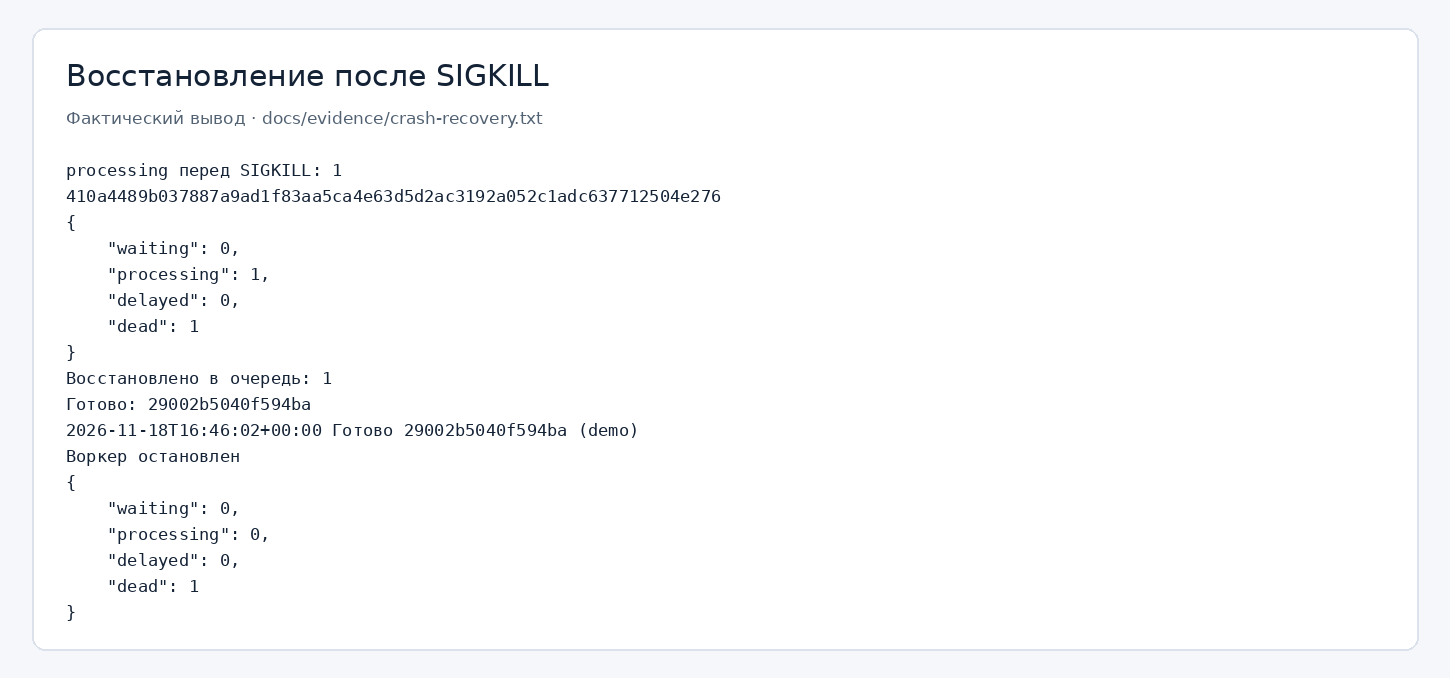 Восстановление после SIGKILL
Фактический вывод · docs/evidence/crash-recovery.txt
processing перед SIGKILL: 1
410a4489b037887a9ad1f83aa5ca4e63d5d2ac3192a052c1adc637712504e276
{
    "waiting": 0,
    "processing": 1,
    "delayed": 0,
    "dead": 1
}
Восстановлено в очередь: 1
Готово: 29002b5040f594ba
2026-11-18T16:46:02+00:00 Готово 29002b5040f594ba (demo)
Воркер остановлен
{
    "waiting": 0,
    "processing": 0,
    "delayed": 0,
    "dead": 1
}